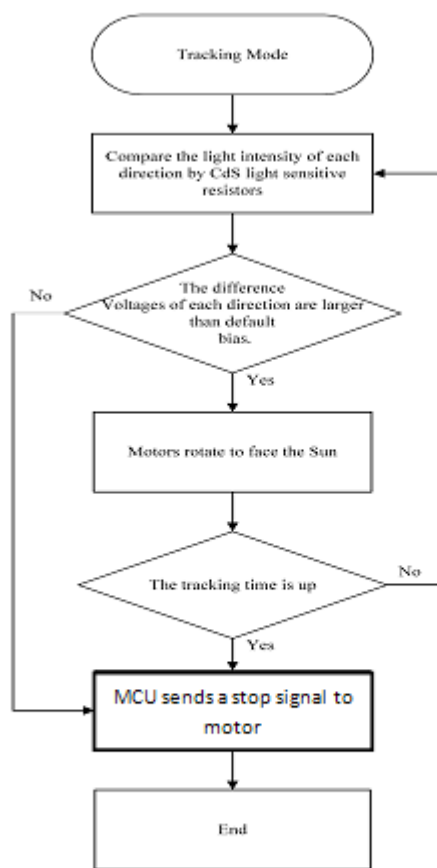 Tracking Mode
Compare the light intensity of each
direction by CdS light sensitive
resistors
The difference
Voltages of each direction are larger
than default
bias.
No
Yes
Motors rotate to face the Sun
The tracking time is up
No
Yes
MCU sends a stop signal to
motor
End